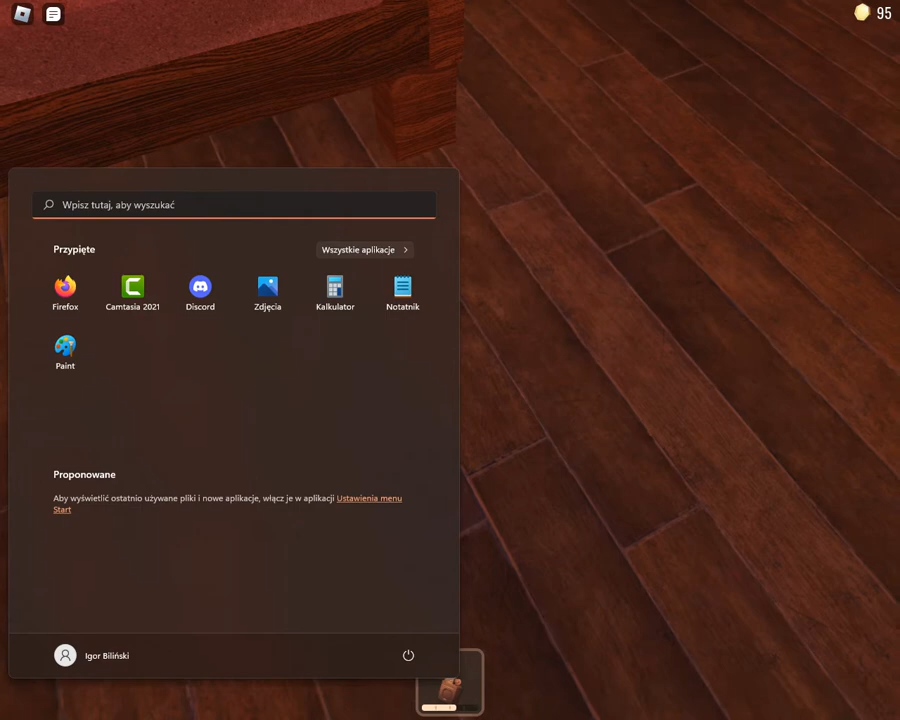 95
Wpisz tutaj, aby wyszukać
Przypięte
Wszystkie aplikacje
Firefox
Camtasia 2021
Discord
Zdjęcia
Kalkulator
Notatnik
Paint
Proponowane
Aby wyświetlić ostatnio używane pliki i nowe aplikacje, włącz je w aplikacji Ustawienia menu
Start
Igor Biliński